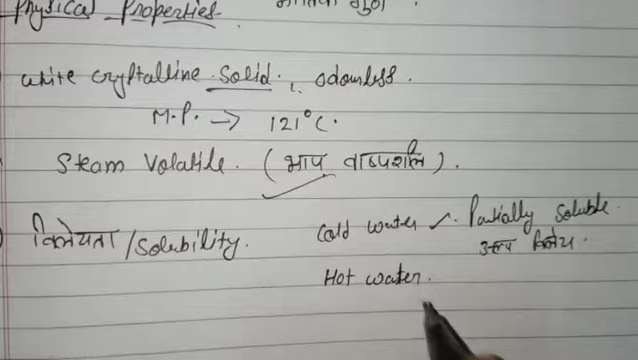 Physical Properties भौतिक गुण.
White crystalline Solid, odourless.
M.P. → 121°C.
Steam Volatile. (भाप वाष्पशील).
विलेयता/Solubility. Cold water ✓. Partially Soluble.
अल्प विलेय.
Hot water.